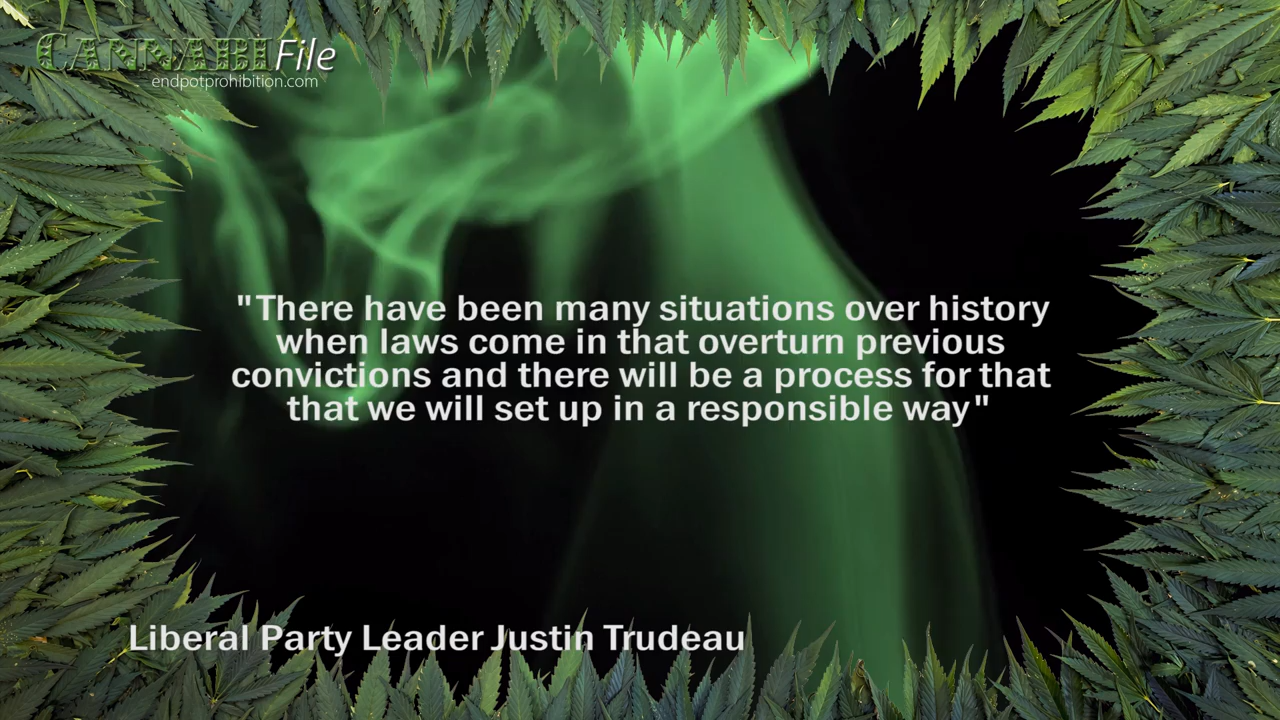 CANNABIFile
endpotprohibition.com
"There have been many situations over history
when laws come in that overturn previous
convictions and there will be a process for that
that we will set up in a responsible way"
Liberal Party Leader Justin Trudeau